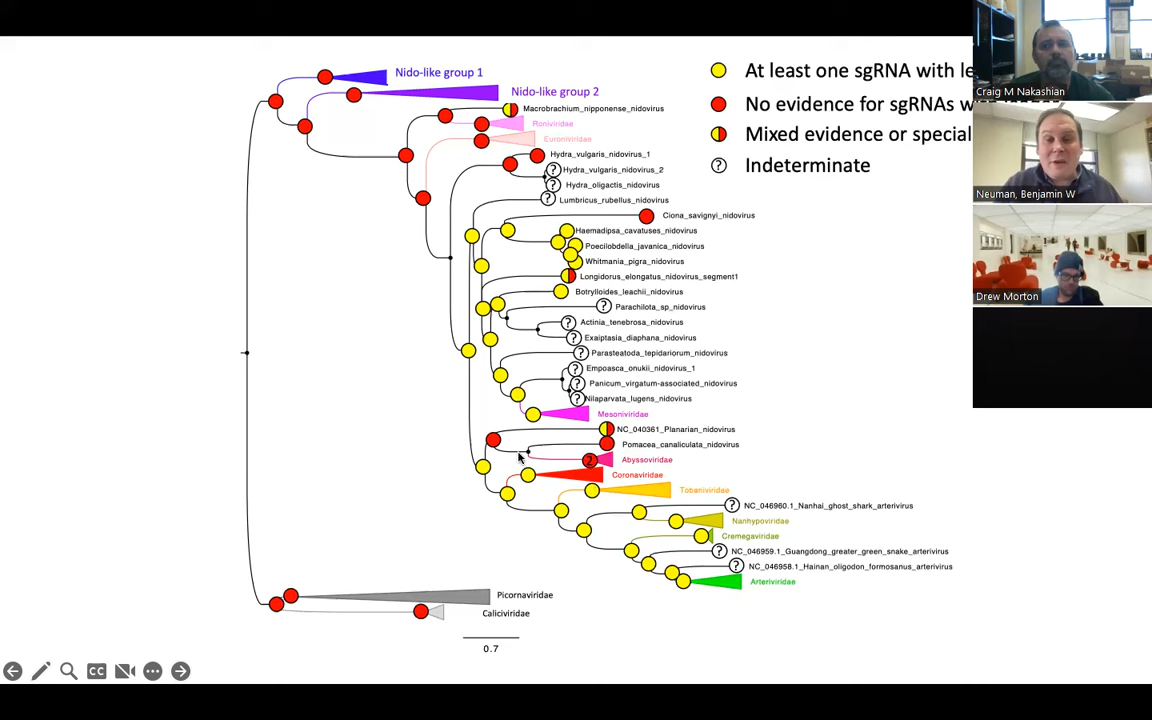 Nido-like group 1
Nido-like group 2
Macrobrachium_nipponense_nidovirus
Roniviridae
Euroniviridae
Hydra_vulgaris_nidovirus_1
?
Hydra_vulgaris_nidovirus_2
?
Hydra_oligactis_nidovirus
?
Lumbricus_rubellus_nidovirus
Ciona_savignyi_nidovirus
Haemadipsa_cavatuses_nidovirus
Poecilobdella_javanica_nidovirus
Whitmania_pigra_nidovirus
Longidorus_elongatus_nidovirus_segment1
Botrylloides_leachii_nidovirus
?
Parachilota_sp_nidovirus
?
Actinia_tenebrosa_nidovirus
?
Exaiptasia_diaphana_nidovirus
?
Parasteatoda_tepidariorum_nidovirus
?
Empoasca_onukii_nidovirus_1
?
Panicum_virgatum-associated_nidovirus
?
Nilaparvata_lugens_nidovirus
Mesoniviridae
NC_040361_Planarian_nidovirus
Pomacea_canaliculata_nidovirus
2
Abyssoviridae
Coronaviridae
Tobaniviridae
?
NC_046960.1_Nanhai_ghost_shark_arterivirus
Nanhypoviridae
Cremegaviridae
?
NC_046959.1_Guangdong_greater_green_snake_arterivirus
?
NC_046958.1_Hainan_oligodon_formosanus_arterivirus
Arteriviridae
Picornaviridae
Caliciviridae
0.7
At least one sgRNA with le
No evidence for sgRNAs with
Mixed evidence or special
?
Indeterminate
Craig M Nakashian
Neuman, Benjamin W
Drew Morton
CC